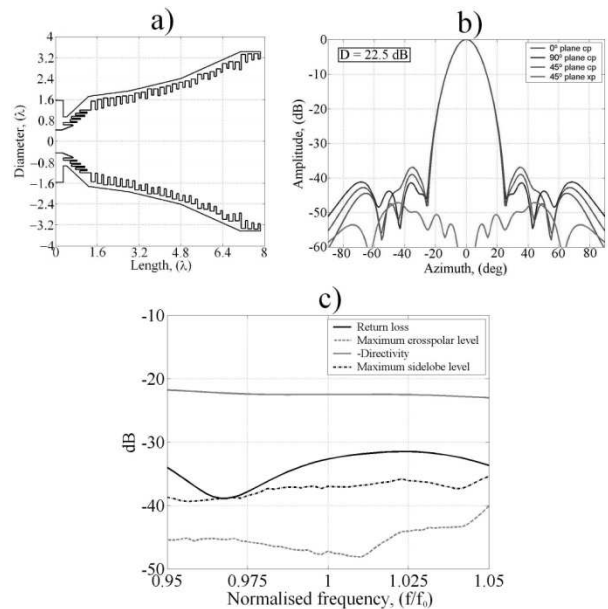 a)
4
3.2
2.4
1.6
0.8
0
-0.8
-1.6
-2.4
-3.2
-4
Diameter, (λ)
0 1.6 3.2 4.8 6.4 8
Length, (λ)
b)
D = 22.5 dB
0º plane cp
90º plane cp
45º plane cp
45º plane xp
0
-10
-20
-30
-40
-50
-60
Amplitude, (dB)
-80 -60 -40 -20 0 20 40 60 80
Azimuth, (deg)
c)
Return loss
Maximum crosspolar level
-Directivity
Maximum sidelobe level
-10
-20
-30
-40
-50
dB
0.95 0.975 1 1.025 1.05
Normalised frequency, (f/f₀)